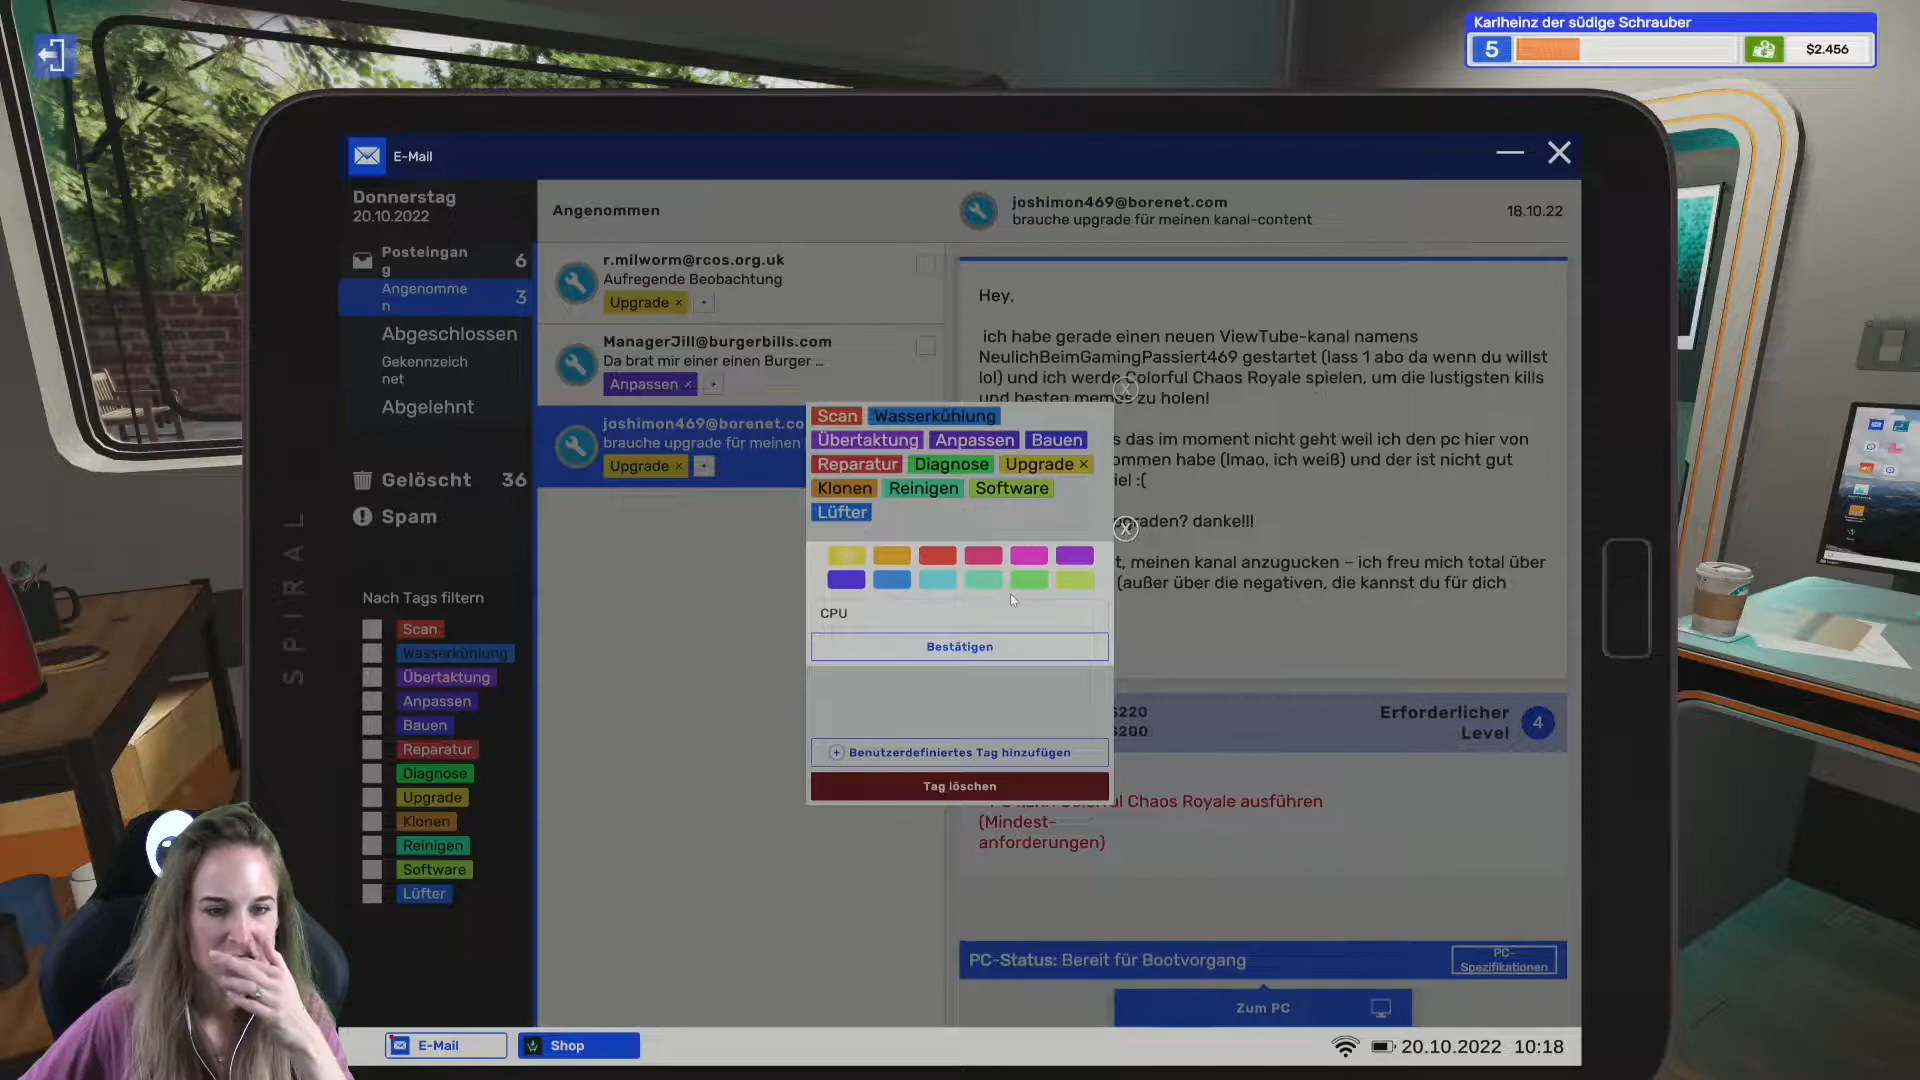 Karlheinz der südige Schrauber
5
$2.456
E-Mail
Donnerstag
20.10.2022
Posteingan
g
6
Angenomme
n
3
Abgeschlossen
Gekennzeich
net
Abgelehnt
Gelöscht 36
Spam
Nach Tags filtern
Scan
Wasserkühlung
Übertaktung
Anpassen
Bauen
Reparatur
Diagnose
Upgrade
Klonen
Reinigen
Software
Lüfter
Angenommen
r.milworm@rcos.org.uk
Aufregende Beobachtung
Upgrade × +
ManagerJill@burgerbills.com
Da brat mir einer einen Burger ...
Anpassen × +
joshimon469@borenet.co
brauche upgrade für meinen
Upgrade × +
joshimon469@borenet.com
brauche upgrade für meinen kanal-content
18.10.22
Hey,
ich habe gerade einen neuen ViewTube-kanal namens
NeulichBeimGamingPassiert469 gestartet (lass 1 abo da wenn du willst
lol) und ich werde Colorful Chaos Royale spielen, um die lustigsten kills
und besten memes zu holen!
s das im moment nicht geht weil ich den pc hier von
ommen habe (lmao, ich weiß) und der ist nicht gut
iel :(
danke!!!
t, meinen kanal anzugucken – ich freu mich total über
(außer über die negativen, die kannst du für dich
X
X
Scan Wasserkühlung
Übertaktung Anpassen Bauen
Reparatur Diagnose Upgrade ×
Klonen Reinigen Software
Lüfter
CPU
Bestätigen
+ Benutzerdefiniertes Tag hinzufügen
Tag löschen
$220
$200
Erforderlicher
Level
4
Colorful Chaos Royale ausführen
(Mindest-
anforderungen)
PC-Status: Bereit für Bootvorgang
PC-
Spezifikationen
Zum PC
E-Mail
Shop
20.10.2022 10:18
SPIRAL